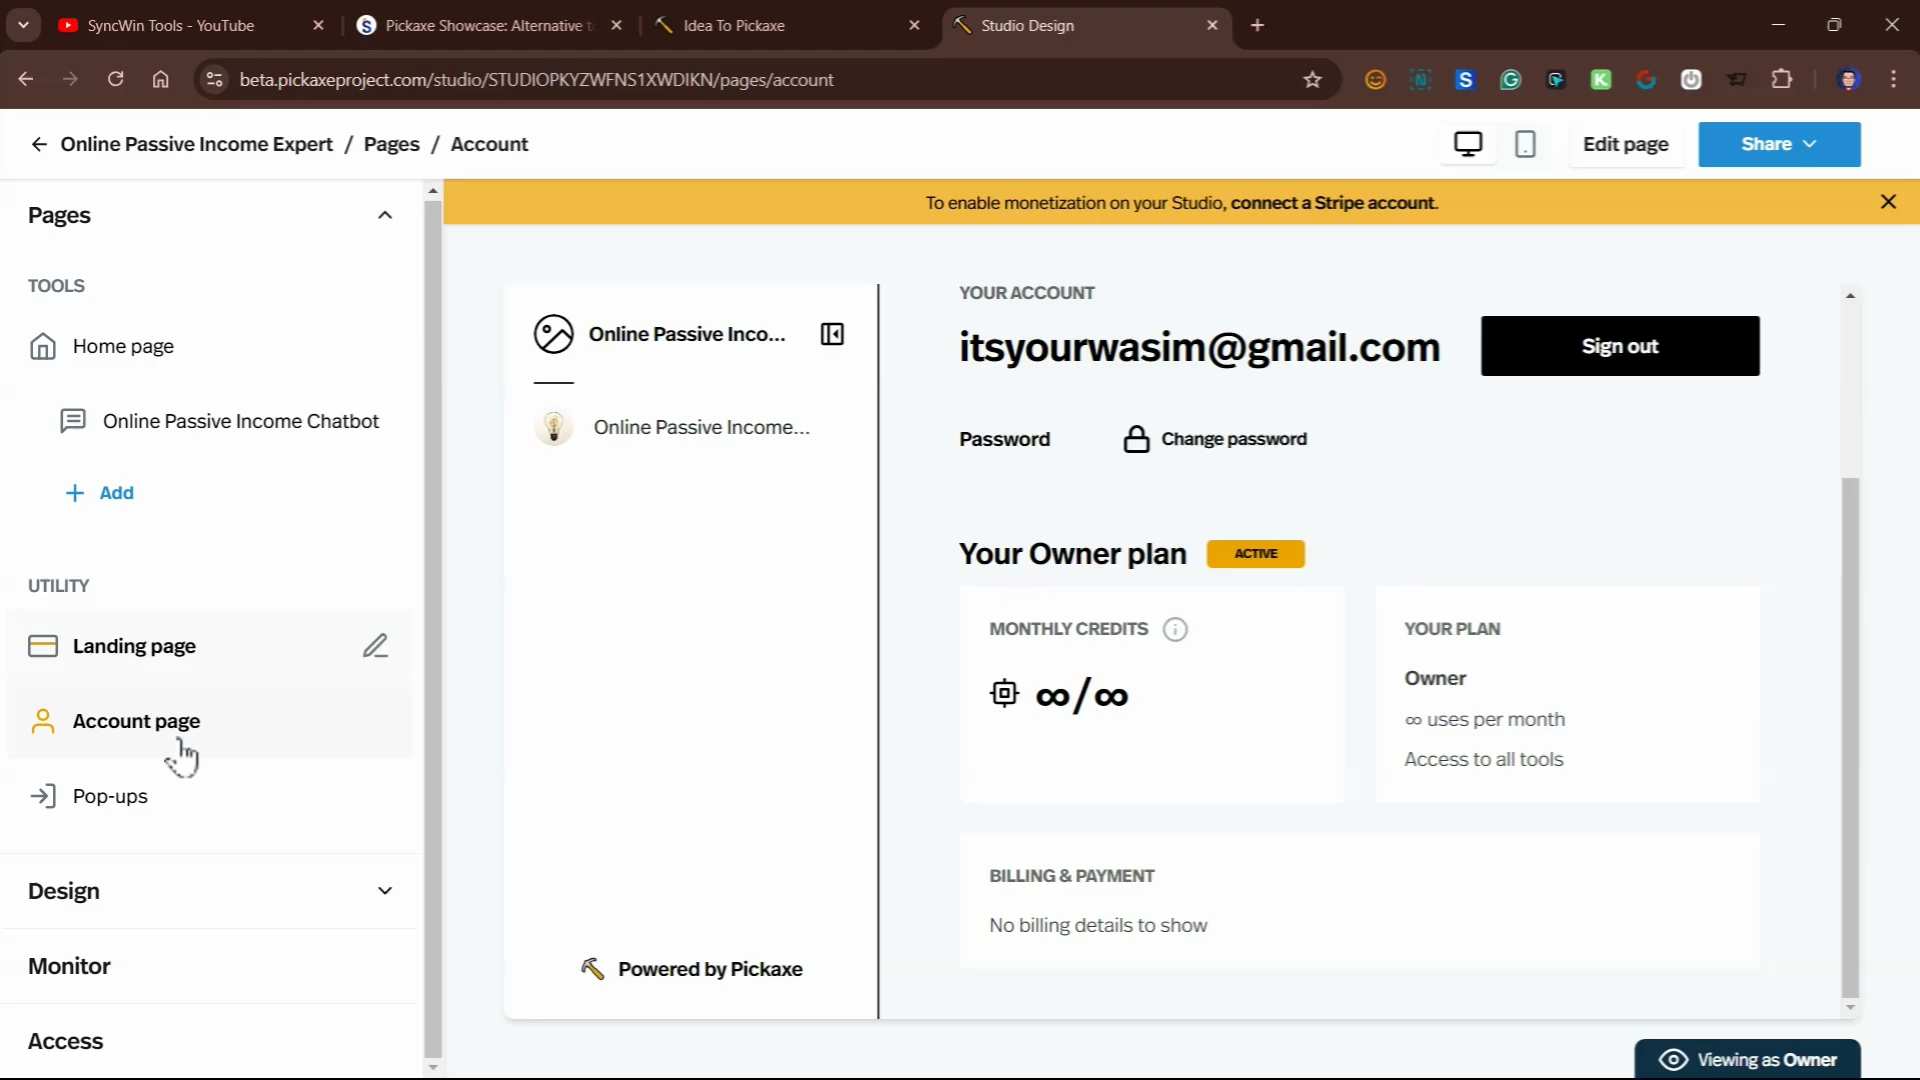 SyncWin Tools - YouTube
Pickaxe Showcase: Alternative t
Idea To Pickaxe
Studio Design
beta.pickaxeproject.com/studio/STUDIOPKYZWFNS1XWDIKN/pages/account
Online Passive Income Expert / Pages / Account
Edit page
Share
Pages
To enable monetization on your Studio, connect a Stripe account.
TOOLS
Home page
Online Passive Income Chatbot
+ Add
UTILITY
Landing page
Account page
Pop-ups
Design
Monitor
Access
Online Passive Inco...
Online Passive Income...
Powered by Pickaxe
YOUR ACCOUNT
itsyourwasim@gmail.com
Sign out
Password
Change password
Your Owner plan
ACTIVE
MONTHLY CREDITS
∞/∞
YOUR PLAN
Owner
∞ uses per month
Access to all tools
BILLING & PAYMENT
No billing details to show
Viewing as Owner